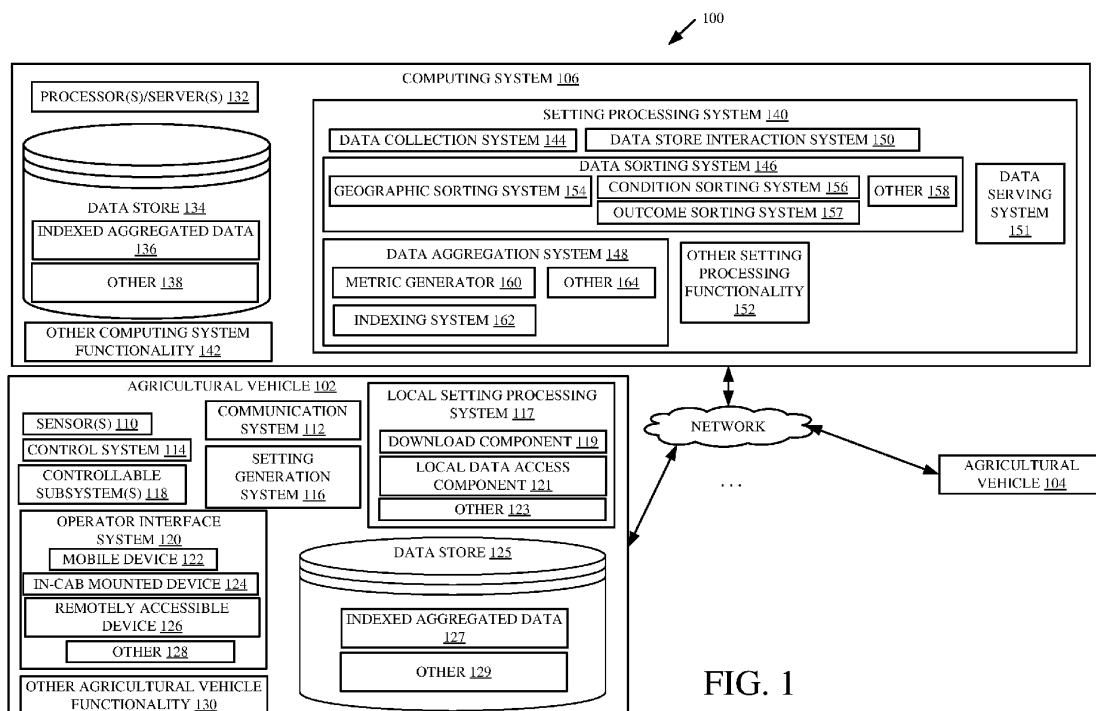 100
COMPUTING SYSTEM 106
PROCESSOR(S)/SERVER(S) 132
DATA STORE 134
INDEXED AGGREGATED DATA
136
OTHER 138
OTHER COMPUTING SYSTEM
FUNCTIONALITY 142
SETTING PROCESSING SYSTEM 140
DATA COLLECTION SYSTEM 144
DATA STORE INTERACTION SYSTEM 150
DATA SORTING SYSTEM 146
GEOGRAPHIC SORTING SYSTEM 154
CONDITION SORTING SYSTEM 156
OUTCOME SORTING SYSTEM 157
OTHER 158
DATA
SERVING
SYSTEM
151
DATA AGGREGATION SYSTEM 148
METRIC GENERATOR 160
OTHER 164
INDEXING SYSTEM 162
OTHER SETTING
PROCESSING
FUNCTIONALITY
152
AGRICULTURAL VEHICLE 102
SENSOR(S) 110
CONTROL SYSTEM 114
CONTROLLABLE
SUBSYSTEM(S) 118
COMMUNICATION
SYSTEM 112
SETTING
GENERATION
SYSTEM 116
LOCAL SETTING PROCESSING
SYSTEM 117
DOWNLOAD COMPONENT 119
LOCAL DATA ACCESS
COMPONENT 121
OTHER 123
OPERATOR INTERFACE
SYSTEM 120
MOBILE DEVICE 122
IN-CAB MOUNTED DEVICE 124
REMOTELY ACCESSIBLE
DEVICE 126
OTHER 128
OTHER AGRICULTURAL VEHICLE
FUNCTIONALITY 130
DATA STORE 125
INDEXED AGGREGATED DATA
127
OTHER 129
NETWORK
. . .
AGRICULTURAL
VEHICLE 104
FIG. 1